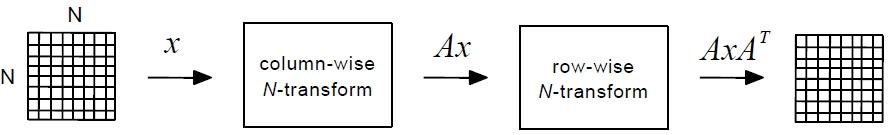 N
N
x
column-wise
N-transform
Ax
row-wise
N-transform
AxA^T